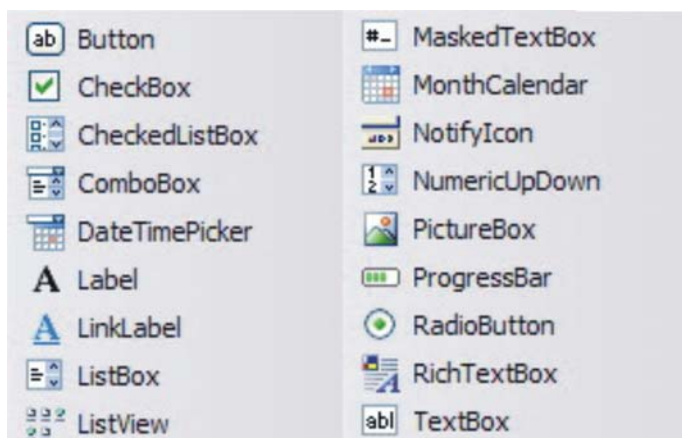 Button
CheckBox
CheckedListBox
ComboBox
DateTimePicker
Label
LinkLabel
ListBox
ListView
MaskedTextBox
MonthCalendar
NotifyIcon
NumericUpDown
PictureBox
ProgressBar
RadioButton
RichTextBox
TextBox